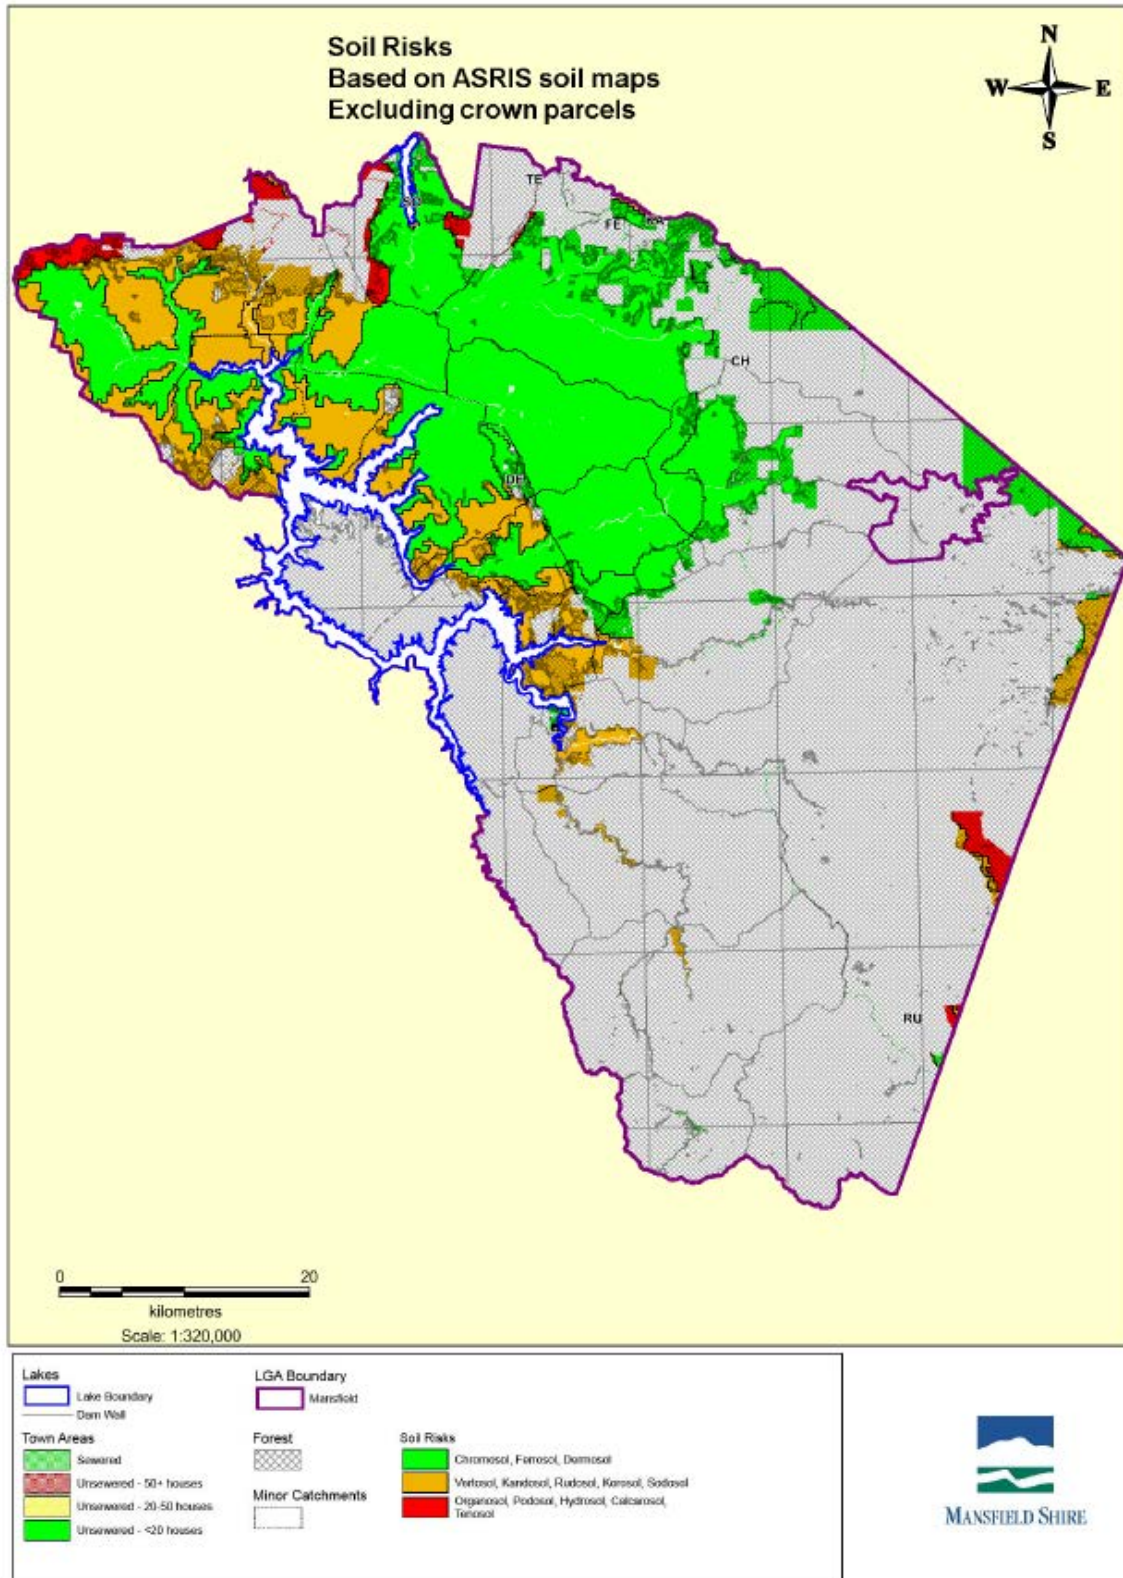 Soil Risks
Based on ASRIS soil maps
Excluding crown parcels
N
W E
S
TE
FE
CH
DE
RU
0 20
kilometres
Scale: 1:320,000
Lakes
Lake Boundary
Dam Wall
Town Areas
Sewered
Unsewered - 50+ houses
Unsewered - 20-50 houses
Unsewered - <20 houses
LGA Boundary
Mansfield
Forest
Minor Catchments
Soil Risks
Chromosol, Ferrosol, Dermosol
Vertosol, Kandosol, Rudosol, Korosol, Sodosol
Organosol, Podosol, Hydrosol, Calcarosol,
Tenosol
MANSFIELD SHIRE